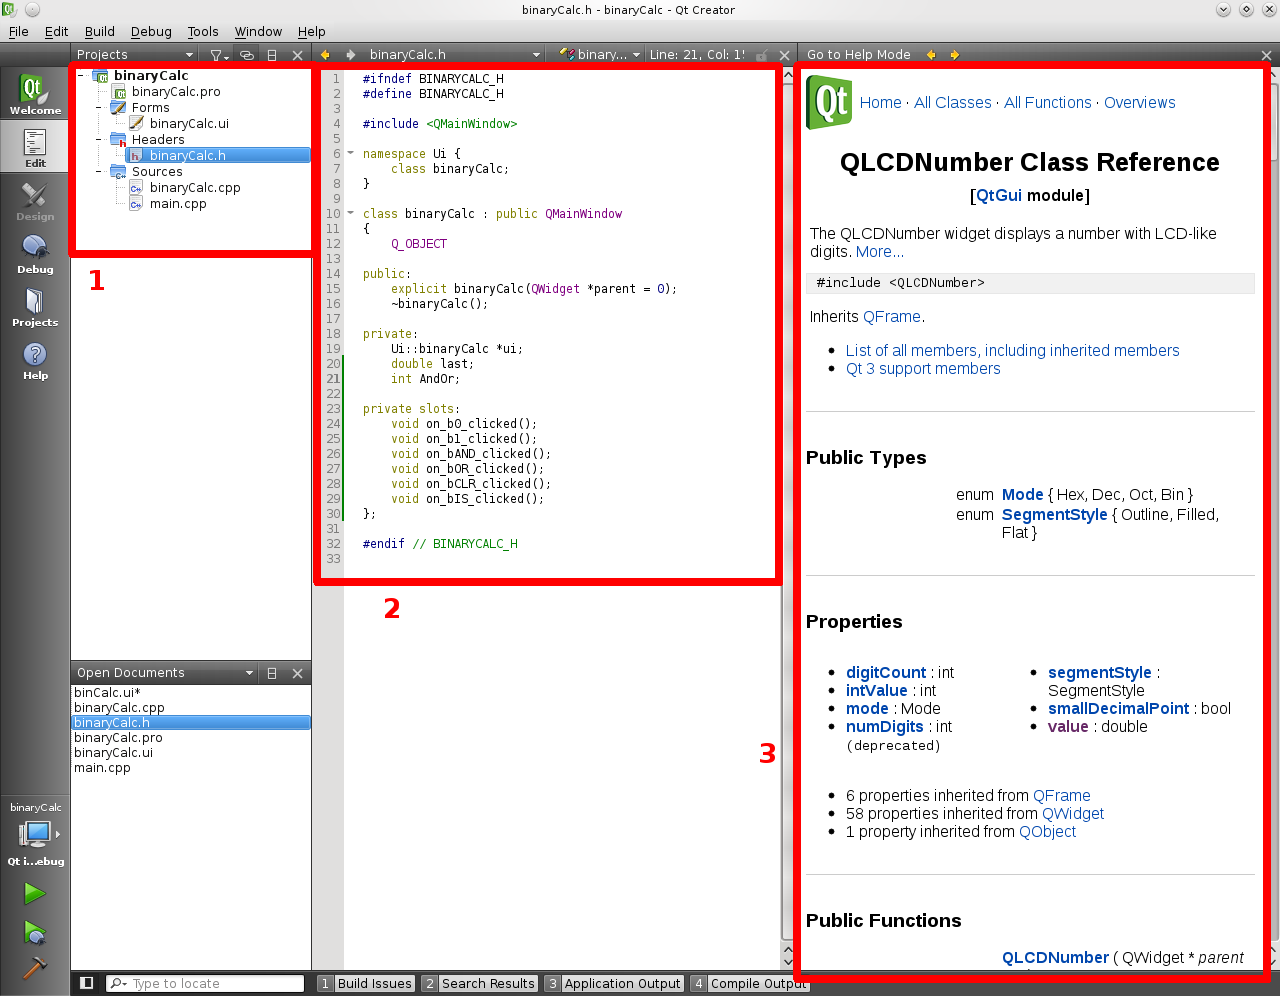 binaryCalc.h - binaryCalc - Qt Creator
File Edit Build Debug Tools Window Help
Projects
binaryCalc.h
binary...
Line: 21, Col: 1
Go to Help Mode
Welcome
Edit
Design
Debug
Projects
Help
binaryCalc
Qt i...ebug
binaryCalc
binaryCalc.pro
Forms
binaryCalc.ui
Headers
binaryCalc.h
Sources
binaryCalc.cpp
main.cpp
1
Open Documents
binCalc.ui*
binaryCalc.cpp
binaryCalc.h
binaryCalc.pro
binaryCalc.ui
main.cpp
1 #ifndef BINARYCALC_H
2 #define BINARYCALC_H
3
4 #include <QMainWindow>
5
6 namespace Ui {
7 class binaryCalc;
8 }
9
10 class binaryCalc : public QMainWindow
11 {
12 Q_OBJECT
13
14 public:
15 explicit binaryCalc(QWidget *parent = 0);
16 ~binaryCalc();
17
18 private:
19 Ui::binaryCalc *ui;
20 double last;
21 int AndOr;
22
23 private slots:
24 void on_b0_clicked();
25 void on_b1_clicked();
26 void on_bAND_clicked();
27 void on_bOR_clicked();
28 void on_bCLR_clicked();
29 void on_bIS_clicked();
30 };
31
32 #endif // BINARYCALC_H
33
2
3
Qt
Home · All Classes · All Functions · Overviews
QLCDNumber Class Reference
[QtGui module]
The QLCDNumber widget displays a number with LCD-like
digits. More...
#include <QLCDNumber>
Inherits QFrame.
List of all members, including inherited members
Qt 3 support members
Public Types
enum Mode { Hex, Dec, Oct, Bin }
enum SegmentStyle { Outline, Filled,
Flat }
Properties
digitCount : int
intValue : int
mode : Mode
numDigits : int
(deprecated)
segmentStyle :
SegmentStyle
smallDecimalPoint : bool
value : double
6 properties inherited from QFrame
58 properties inherited from QWidget
1 property inherited from QObject
Public Functions
QLCDNumber ( QWidget * parent
Type to locate
1 Build Issues 2 Search Results 3 Application Output 4 Compile Output